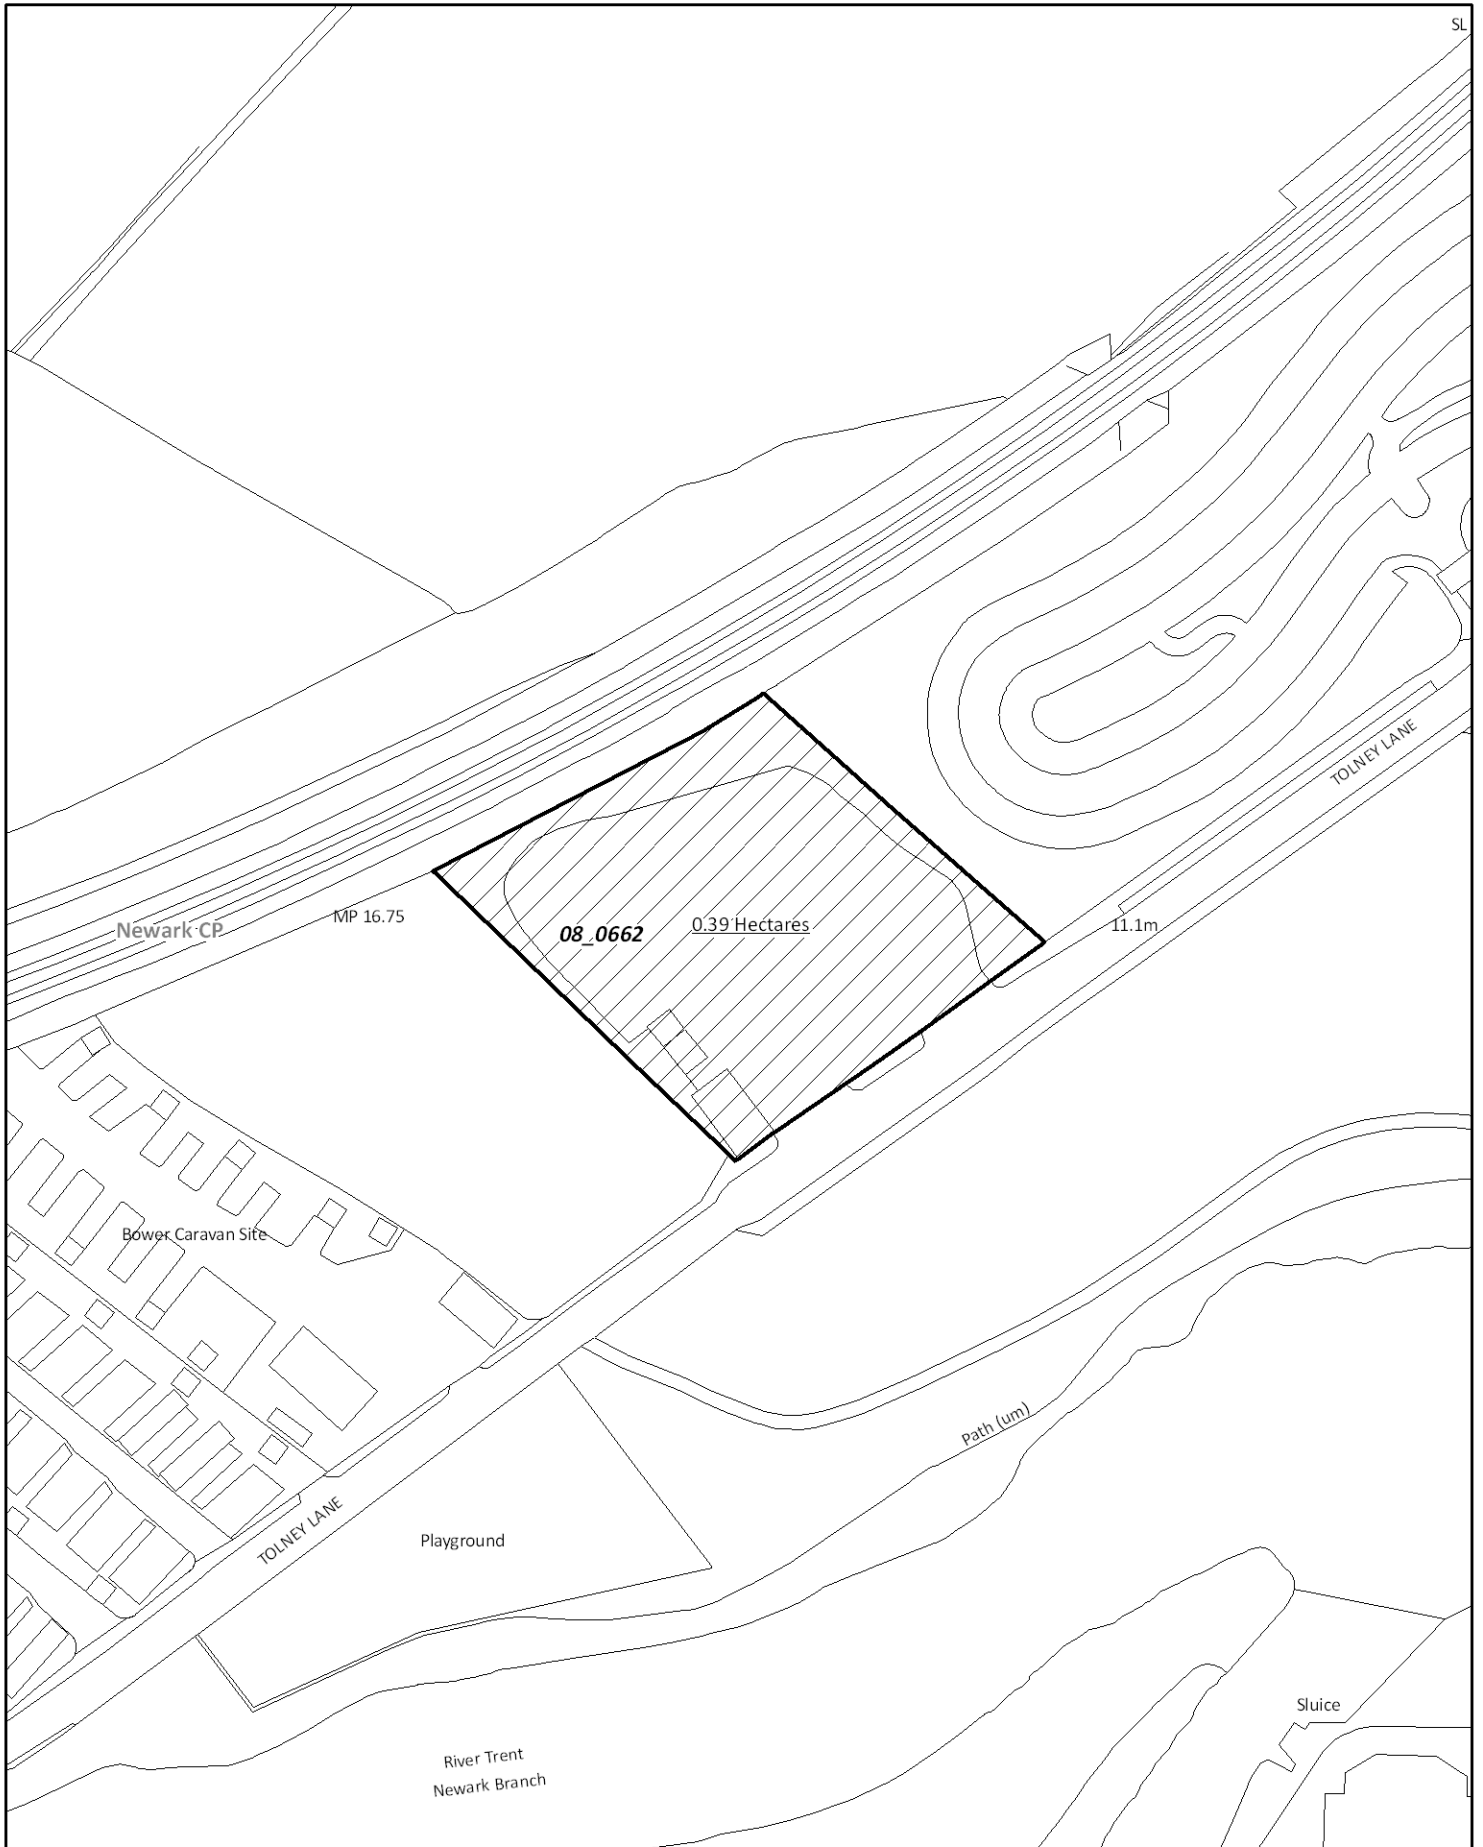 SL
TOLNEY LANE
MP 16.75
Newark CP
08_0662
0.39 Hectares
11.1m
Bower Caravan Site
Path (um)
TOLNEY LANE
Playground
Sluice
River Trent
Newark Branch